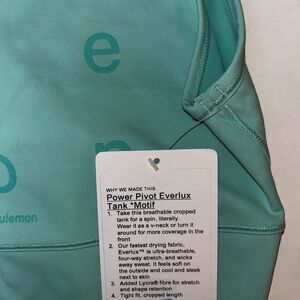 e
n
ulemon
WHY WE MADE THIS
Power Pivot Everlux
Tank *Motif
1. Take this breathable cropped
tank for a spin, literally.
Wear it as a v-neck or turn it
around for more coverage in the
front
2. Our fastest drying fabric,
Everlux™ is ultra-breathable,
four-way stretch, and wicks
away sweat. It feels soft on
the outside and cool and sleek
next to skin
3. Added Lycra® fibre for stretch
and shape retention
4. Tight fit, cropped length